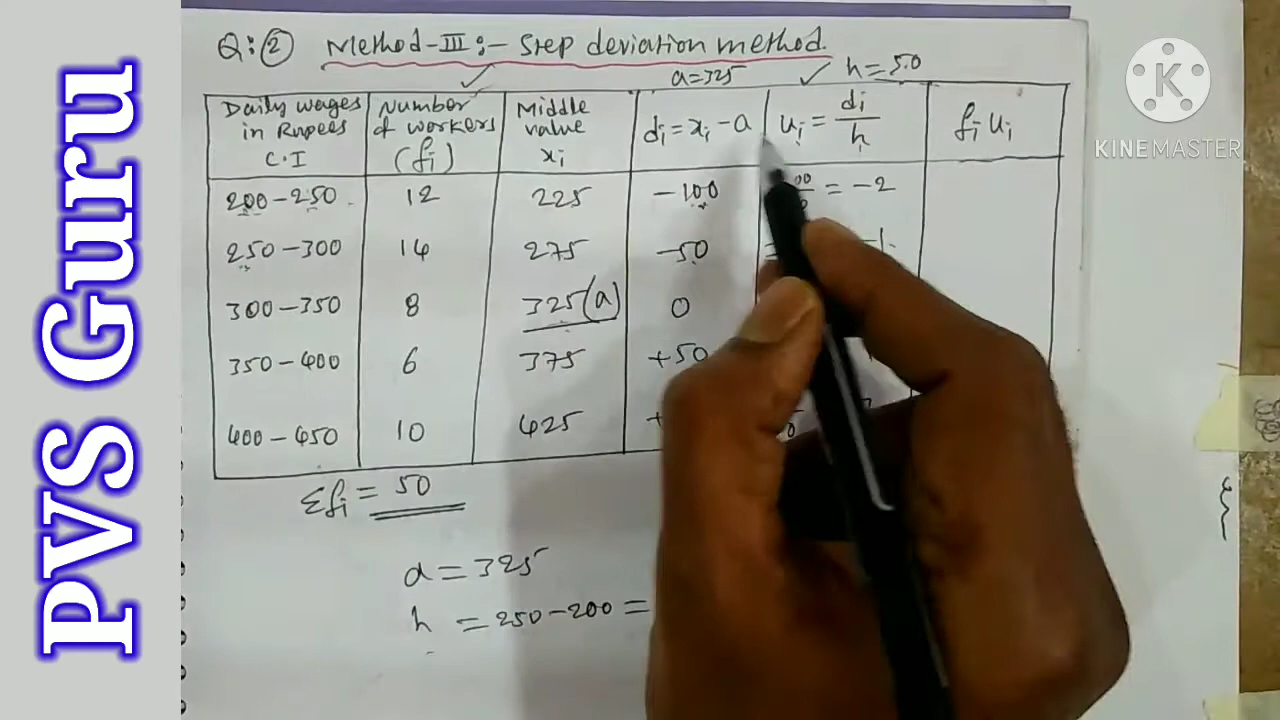 PVS Guru
K
KINEMASTER
Q:② Method-III:- Step deviation method.
a=325 ✓ h=50
Daily wages in Rupees C.I | Number of workers (fi) | Middle value xi | di = xi - a | ui = di/h | fi ui
200-250 | 12 | 225 | -100 | = -2
250-300 | 14 | 275 | -50 | -1
300-350 | 8 | 325(a) | 0
350-400 | 6 | 375 | +50
400-450 | 10 | 425 | +
Σfi = 50
a = 325
h = 250-200 =